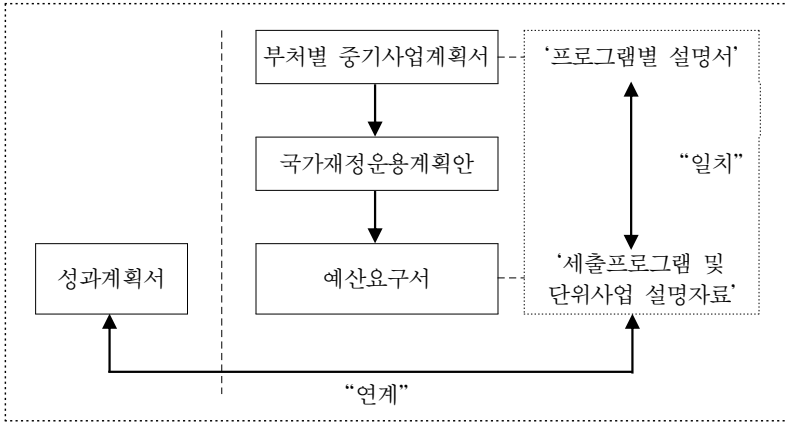 부처별 중기사업계획서
‘프로그램별 설명서’
국가재정운용계획안
“일치”
성과계획서
예산요구서
‘세출프로그램 및
단위사업 설명자료’
“연계”